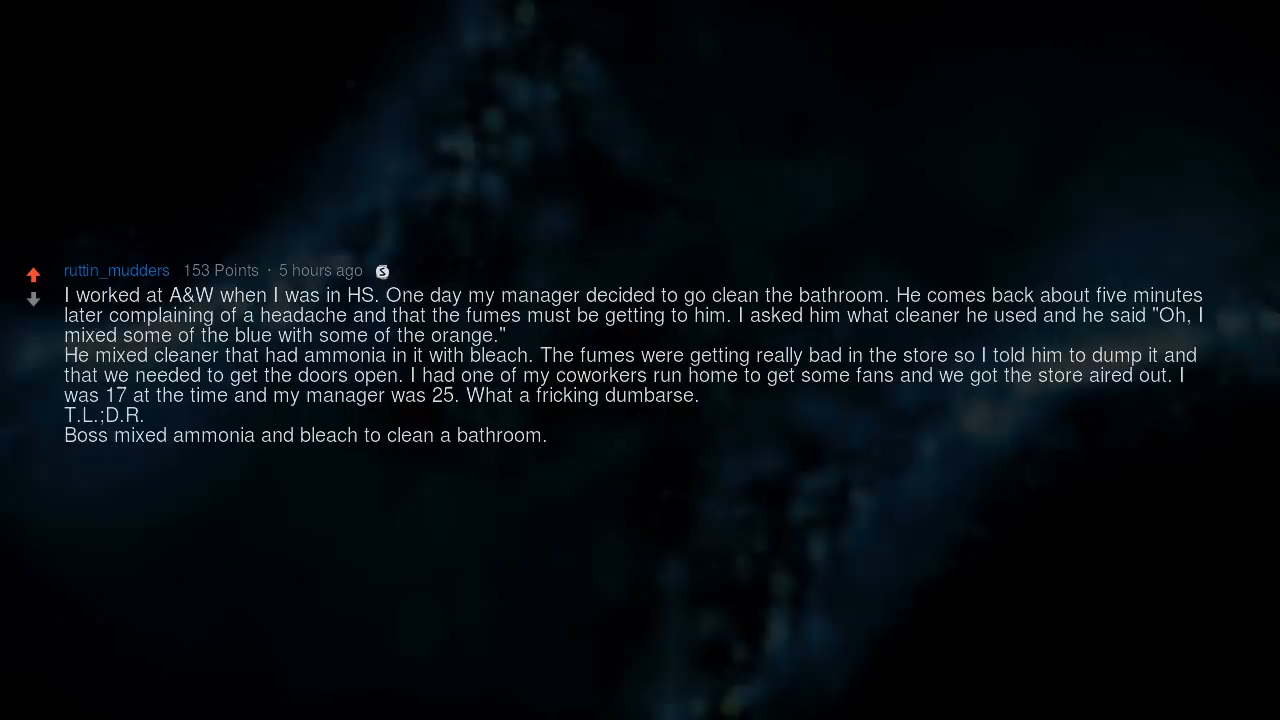 ruttin_mudders 153 Points · 5 hours ago
I worked at A&W when I was in HS. One day my manager decided to go clean the bathroom. He comes back about five minutes
later complaining of a headache and that the fumes must be getting to him. I asked him what cleaner he used and he said "Oh, I
mixed some of the blue with some of the orange."
He mixed cleaner that had ammonia in it with bleach. The fumes were getting really bad in the store so I told him to dump it and
that we needed to get the doors open. I had one of my coworkers run home to get some fans and we got the store aired out. I
was 17 at the time and my manager was 25. What a fricking dumbarse.
T.L.;D.R.
Boss mixed ammonia and bleach to clean a bathroom.